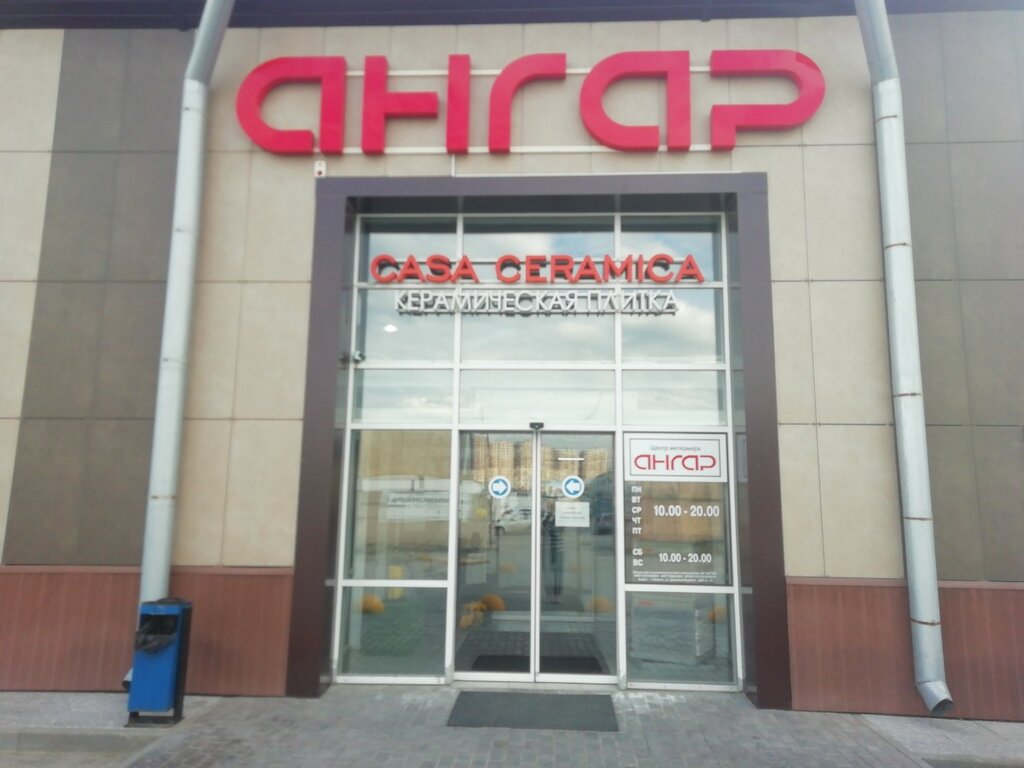 ангар
CASA CERAMICA
КЕРАМИЧЕСКАЯ ПЛИТКА
Центр интерьера
ангар
ПН
ВТ
СР 10.00 - 20.00
ЧТ
ПТ
СБ 10.00 - 20.00
ВС